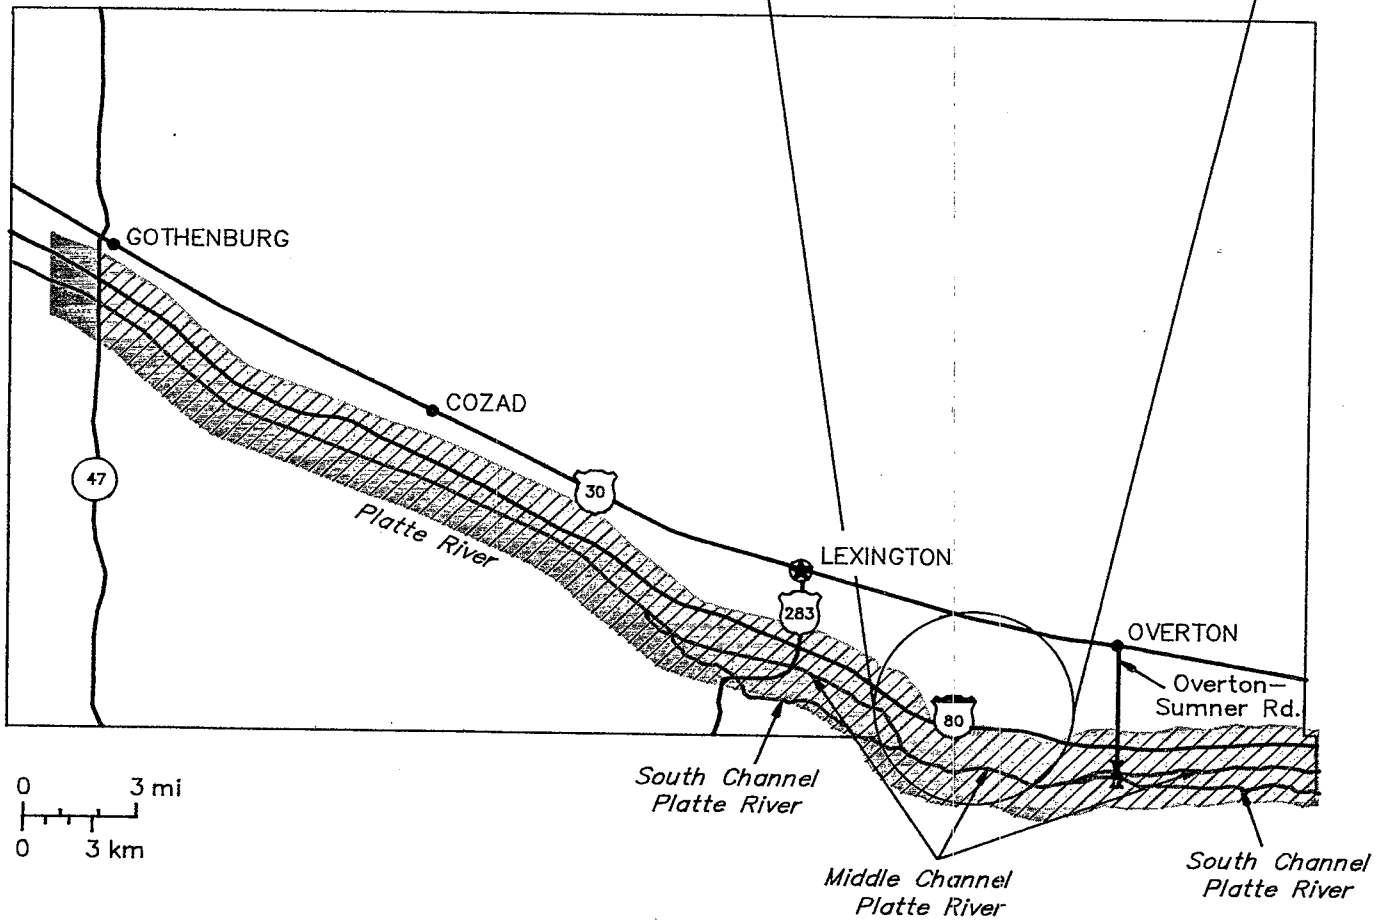 GOTHENBURG
COZAD
47
30
Platte River
LEXINGTON
283
OVERTON
Overton–
Sumner Rd.
80
0 3 mi
0 3 km
South Channel
Platte River
Middle Channel
Platte River
South Channel
Platte River